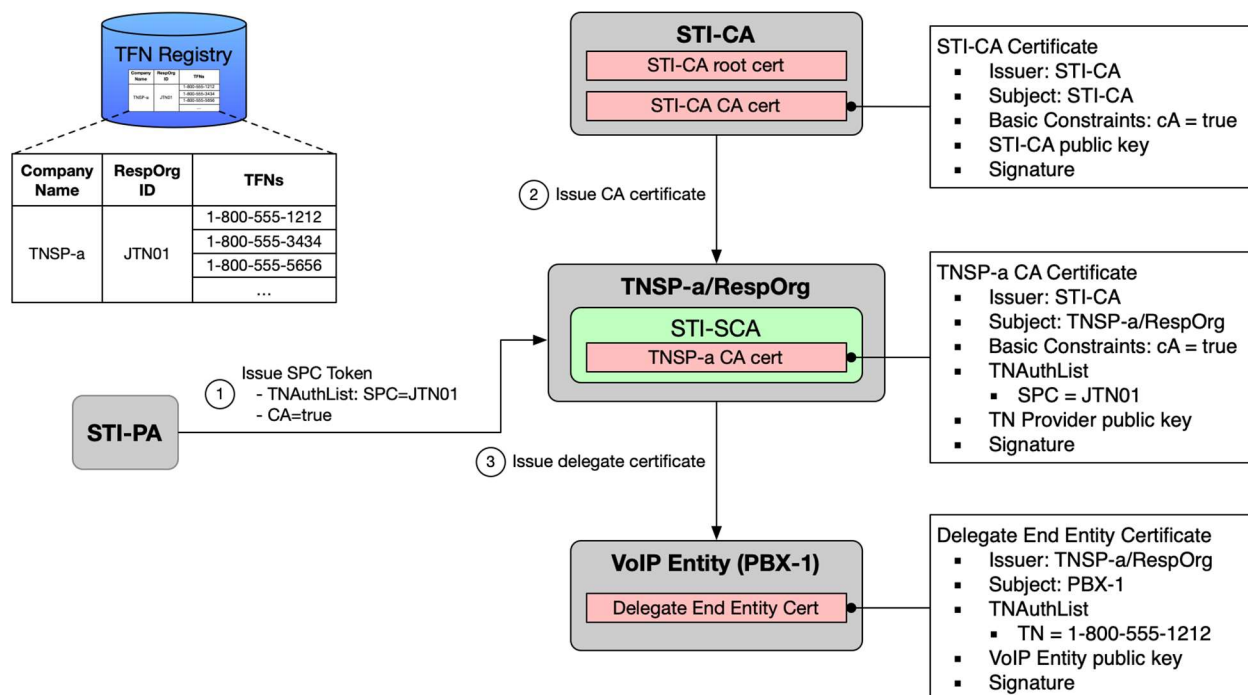 TFN Registry
Company Name RespOrg ID TFNs
TNSP-a JTN01 1-800-555-1212
1-800-555-3434
1-800-555-5656
...
Company Name RespOrg ID TFNs
1-800-555-1212
1-800-555-3434
TNSP-a JTN01 1-800-555-5656
...
STI-CA
STI-CA root cert
STI-CA CA cert
STI-CA Certificate
▪ Issuer: STI-CA
▪ Subject: STI-CA
▪ Basic Constraints: cA = true
▪ STI-CA public key
▪ Signature
2 Issue CA certificate
TNSP-a/RespOrg
STI-SCA
TNSP-a CA cert
TNSP-a CA Certificate
▪ Issuer: STI-CA
▪ Subject: TNSP-a/RespOrg
▪ Basic Constraints: cA = true
▪ TNAuthList
▪ SPC = JTN01
▪ TN Provider public key
▪ Signature
STI-PA
1 Issue SPC Token
- TNAuthList: SPC=JTN01
- CA=true
3 Issue delegate certificate
VoIP Entity (PBX-1)
Delegate End Entity Cert
Delegate End Entity Certificate
▪ Issuer: TNSP-a/RespOrg
▪ Subject: PBX-1
▪ TNAuthList
▪ TN = 1-800-555-1212
▪ VoIP Entity public key
▪ Signature